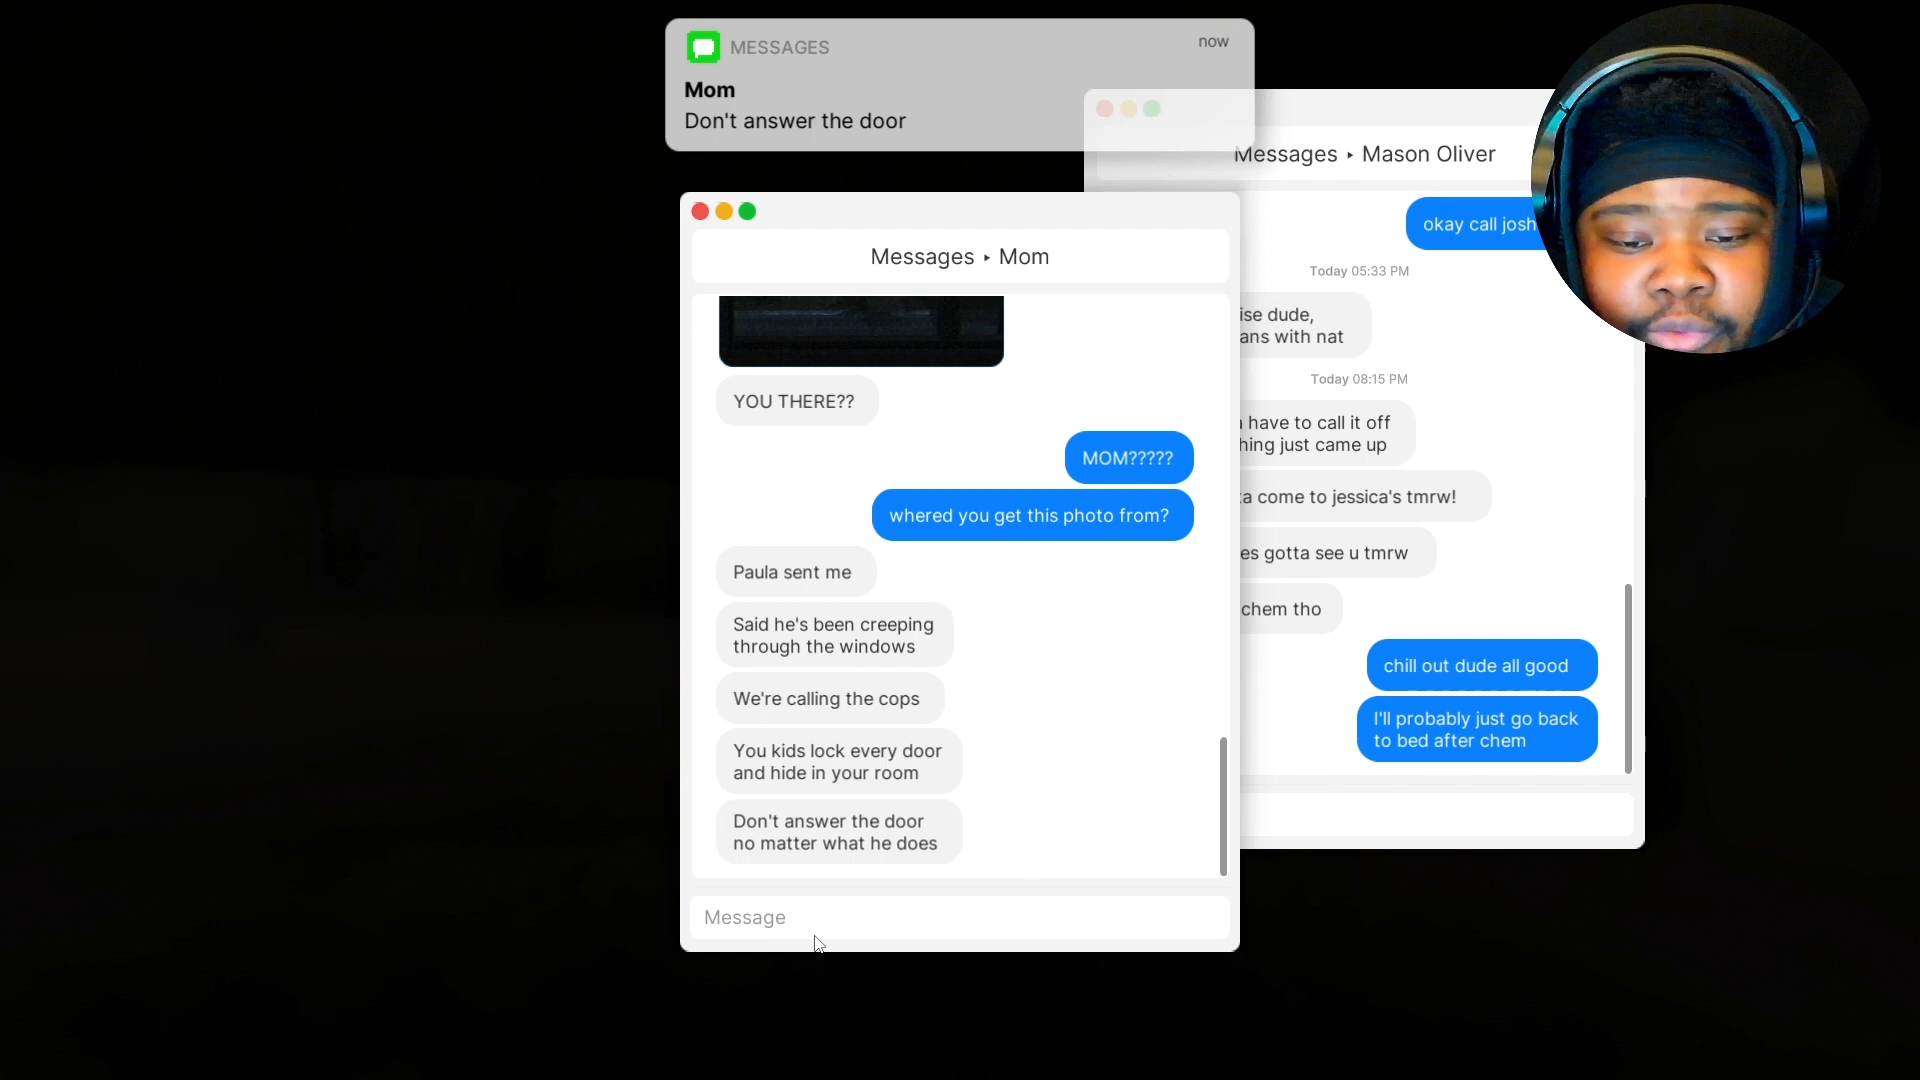 MESSAGES
now
Mom
Don't answer the door
Messages ‣ Mason Oliver
okay call josh
Today 05:33 PM
dude,
with nat
Today 08:15 PM
have to call it off
just came up
come to jessica's tmrw!
gotta see u tmrw
chem tho
chill out dude all good
I'll probably just go back
to bed after chem
Messages ‣ Mom
YOU THERE??
MOM?????
whered you get this photo from?
Paula sent me
Said he's been creeping
through the windows
We're calling the cops
You kids lock every door
and hide in your room
Don't answer the door
no matter what he does
Message